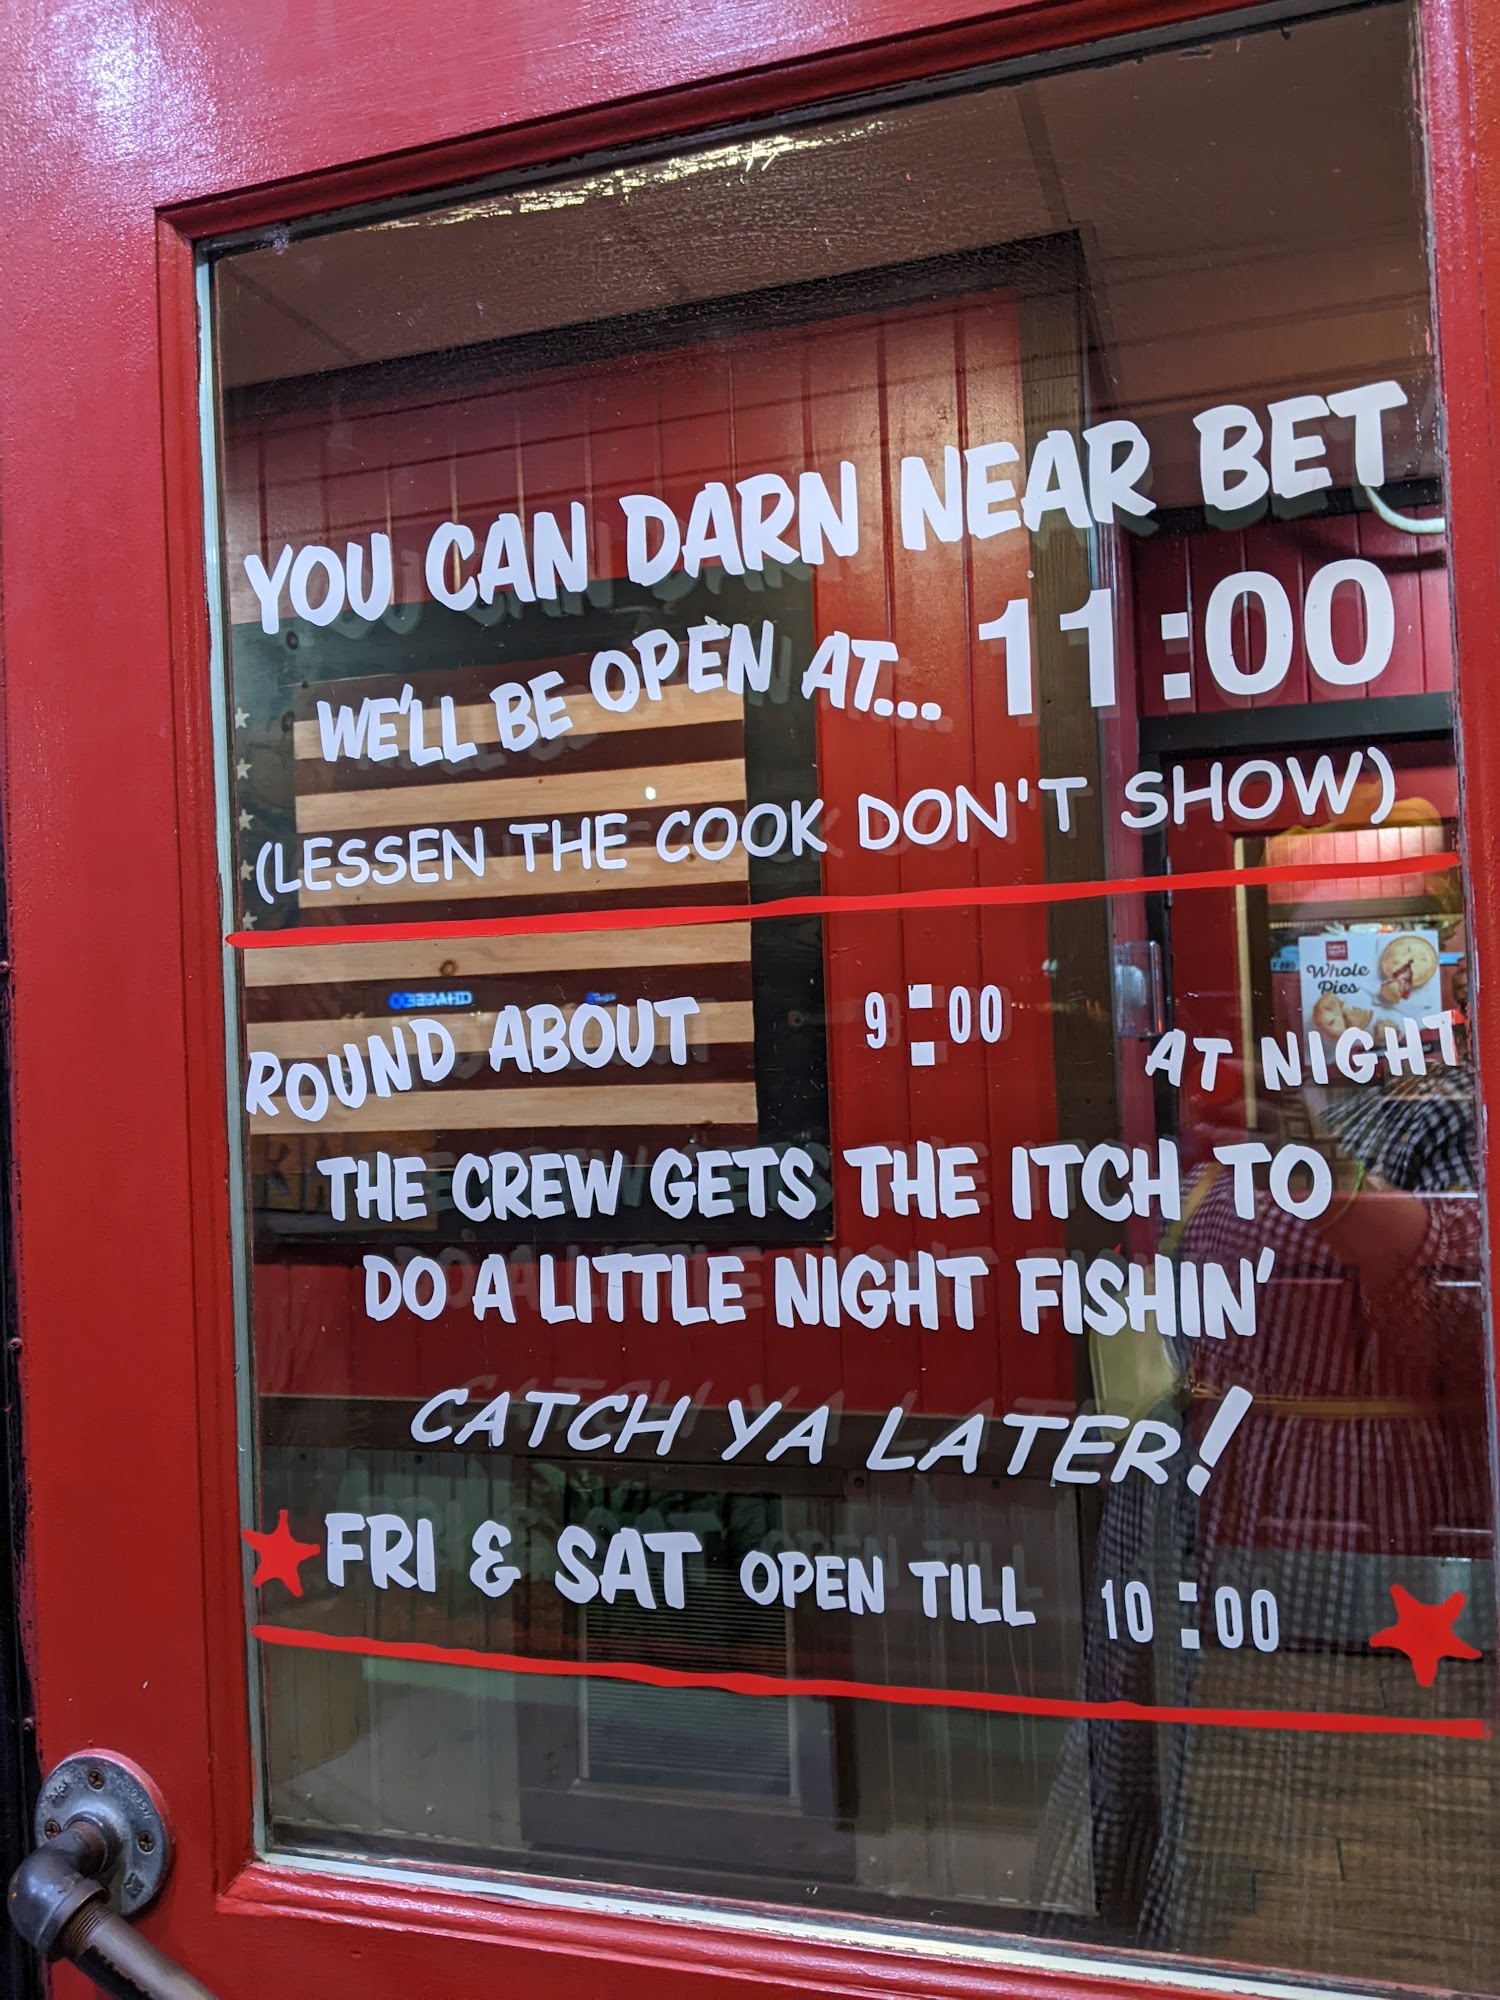 YOU CAN DARN NEAR BET
WE'LL BE OPEN AT... 11:00
(LESSEN THE COOK DON'T SHOW)
ROUND ABOUT 9:00 AT NIGHT
THE CREW GETS THE ITCH TO
DO A LITTLE NIGHT FISHIN'
CATCH YA LATER!
★ FRI & SAT OPEN TILL 10:00 ★
Whole
Pies